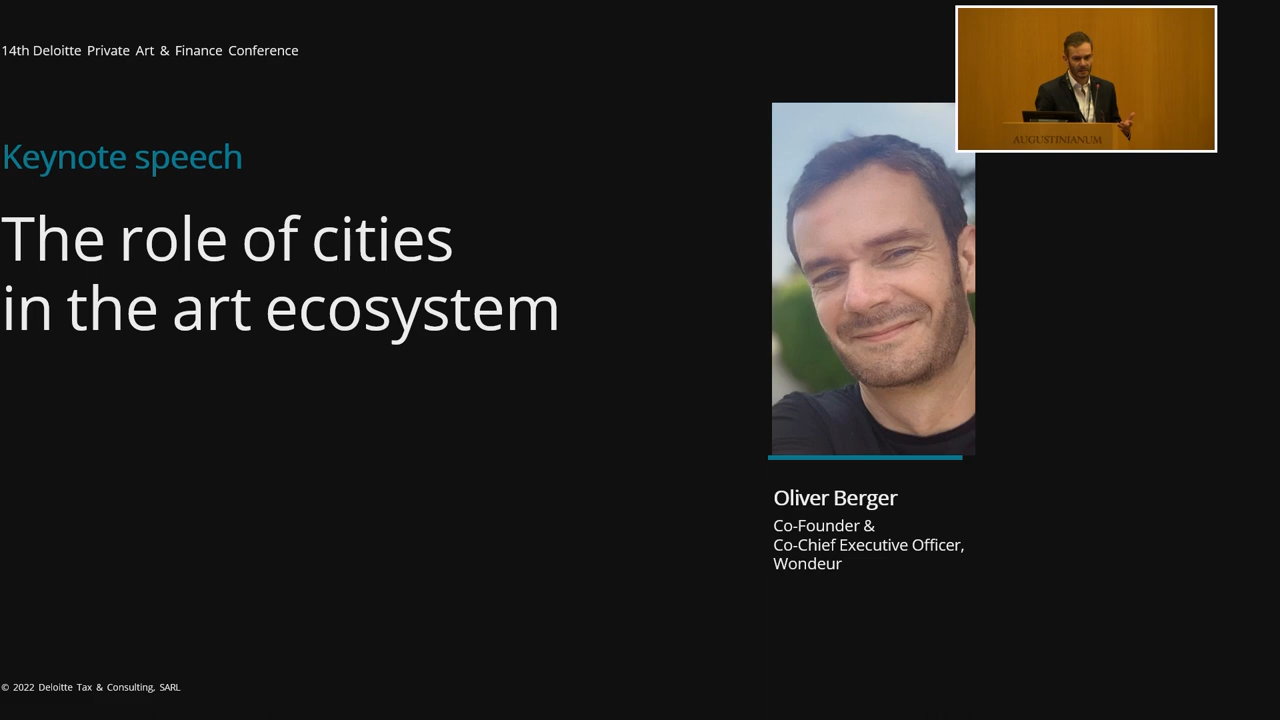 14th Deloitte Private Art & Finance Conference
Keynote speech
The role of cities
in the art ecosystem
AUGUSTINIANUM
Oliver Berger
Co-Founder &
Co-Chief Executive Officer,
Wondeur
© 2022 Deloitte Tax & Consulting, SARL